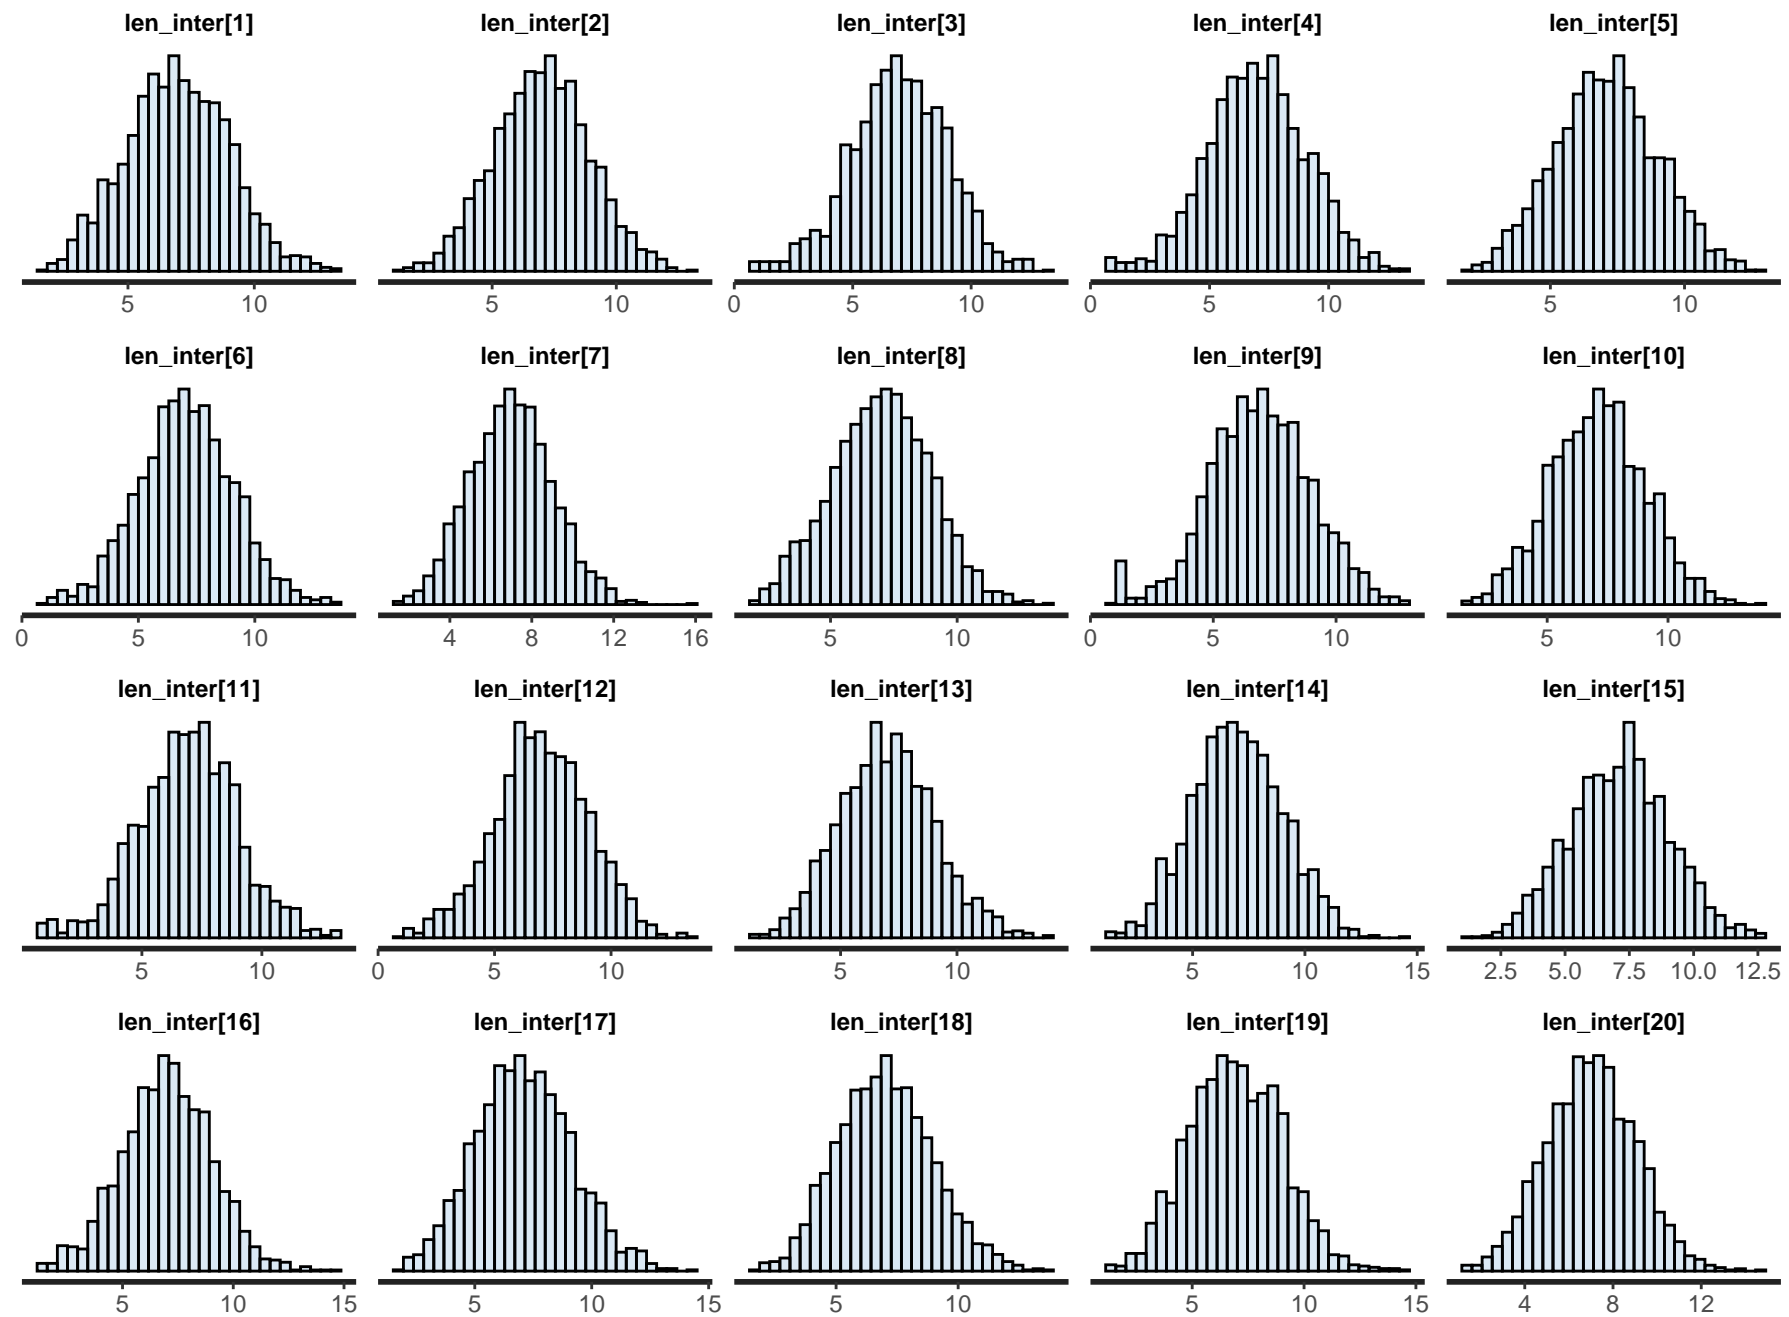 len_inter[1] len_inter[2] len_inter[3] len_inter[4] len_inter[5]
5 10 5 10 0 5 10 0 5 10 5 10
len_inter[6] len_inter[7] len_inter[8] len_inter[9] len_inter[10]
0 5 10 4 8 12 16 5 10 0 5 10 5 10
len_inter[11] len_inter[12] len_inter[13] len_inter[14] len_inter[15]
5 10 0 5 10 5 10 5 10 15 2.5 5.0 7.5 10.0 12.5
len_inter[16] len_inter[17] len_inter[18] len_inter[19] len_inter[20]
5 10 15 5 10 15 5 10 5 10 15 4 8 12